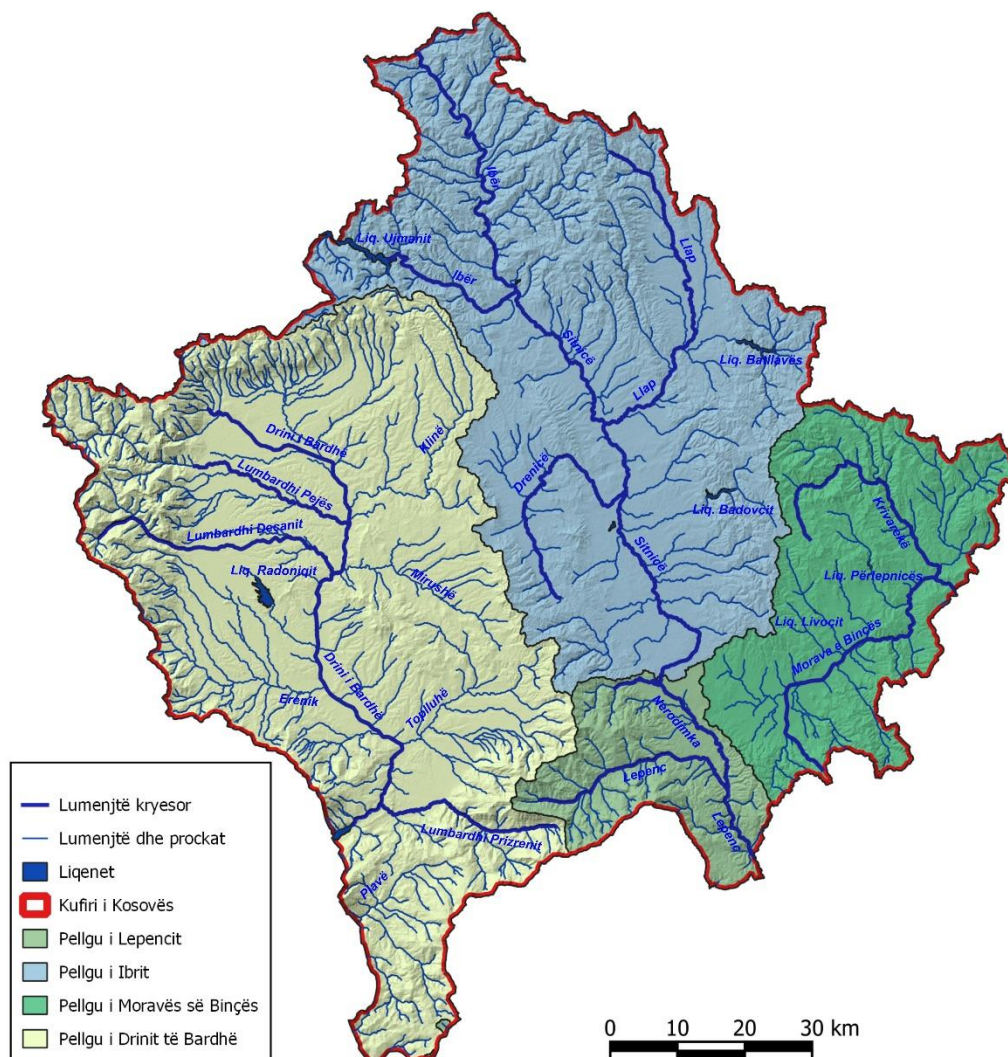 Ibër
Llap
Liq. Ujmanit
Ibër
Sitnicë
Liq. Batllavës
Llap
Klinë
Drini i Bardhë
Drenicë
Lumbardhi Pejës
Liq. Badovcit
Krivarekë
Lumbardhi Deçanit
Sitnicë
Liq. Radoniqit
Mirushë
Liq. Përlepnicës
Liq. Livoçit
Morava e Binçës
Drini i Bardhë
Erenik
Toplluhë
Nerodimka
Lepenc
Lumbardhi Prizrenit
Lepenc
Plavë
Lumenjtë kryesor
Lumenjtë dhe prockat
Liqenet
Kufiri i Kosovës
Pellgu i Lepencit
Pellgu i Ibrit
Pellgu i Moravës së Binçës
Pellgu i Drinit të Bardhë
0 10 20 30 km